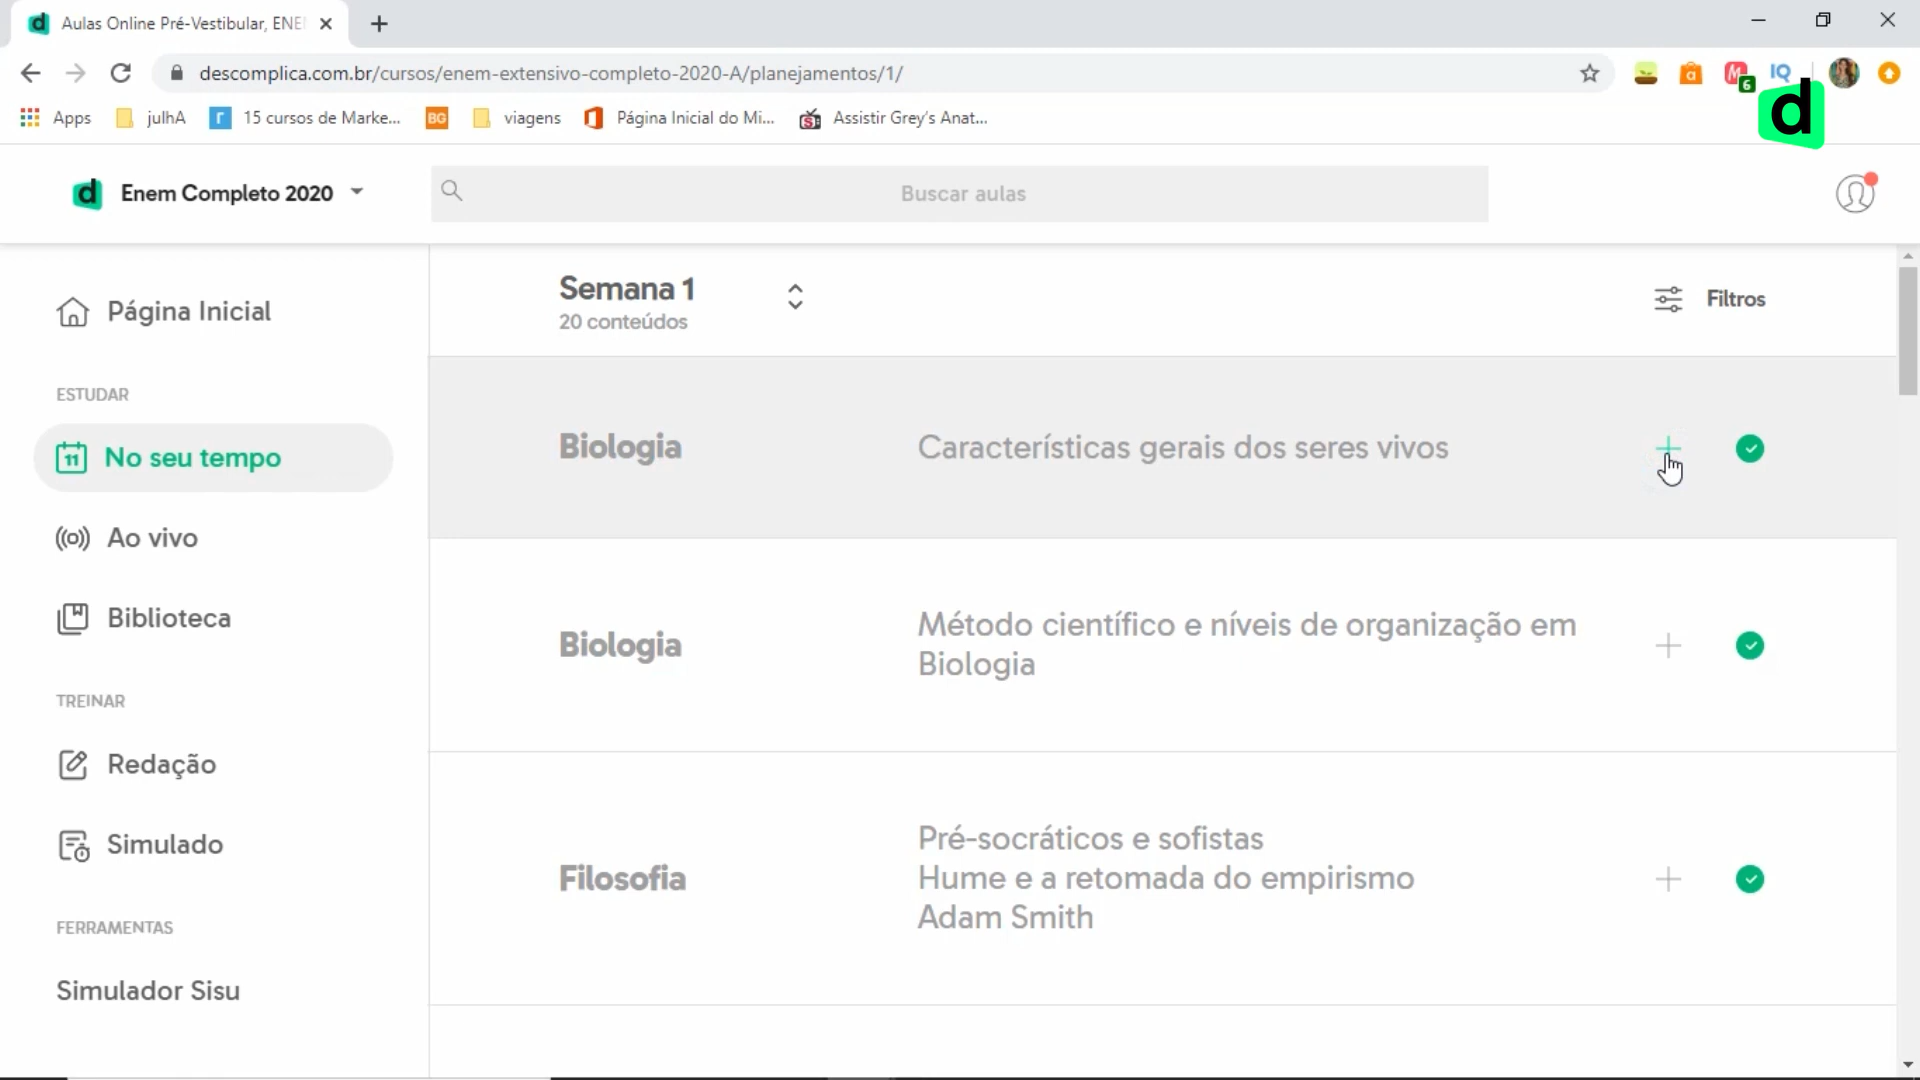 Aulas Online Pré-Vestibular, ENE
descomplica.com.br/cursos/enem-extensivo-completo-2020-A/planejamentos/1/
6
IQ
Apps
julhA
15 cursos de Marke...
BG
viagens
Página Inicial do Mi...
Assistir Grey's Anat...
d
Enem Completo 2020
Buscar aulas
Página Inicial
ESTUDAR
11
No seu tempo
Ao vivo
Biblioteca
TREINAR
Redação
Simulado
FERRAMENTAS
Simulador Sisu
Semana 1
20 conteúdos
Filtros
Biologia
Características gerais dos seres vivos
Biologia
Método científico e níveis de organização em
Biologia
Filosofia
Pré-socráticos e sofistas
Hume e a retomada do empirismo
Adam Smith